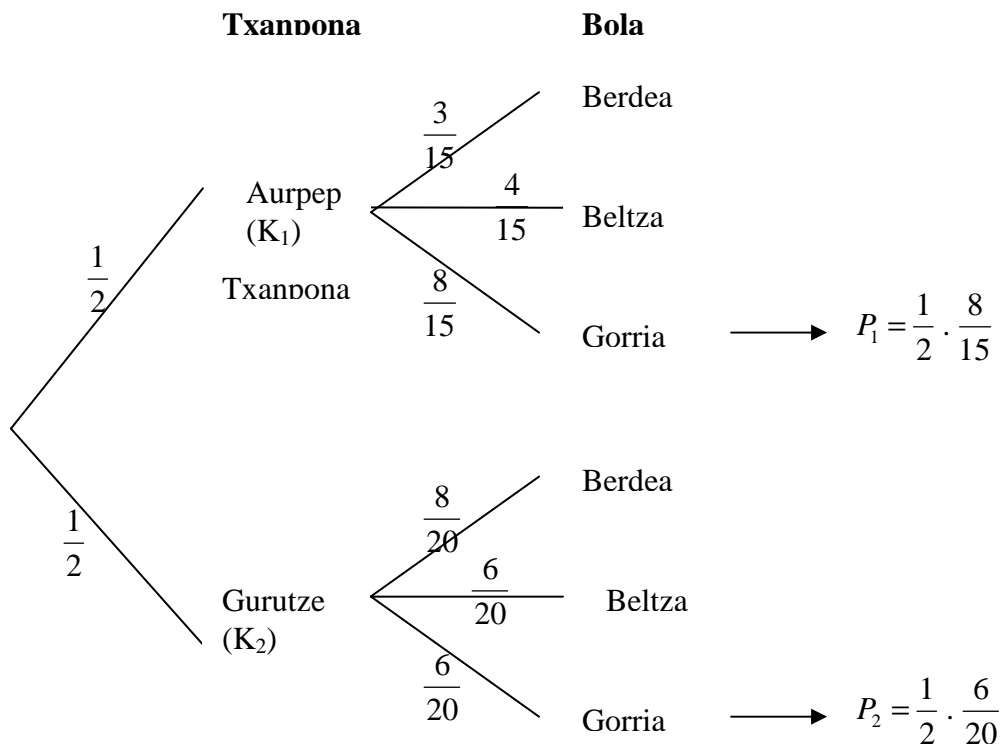 Txanpona Bola
Berdea
3/15
Aurpep
(K₁)
4/15
Beltza
1/2
Txanpona
8/15
Gorria
P₁ = 1/2 . 8/15
Berdea
8/20
1/2
6/20
Gurutze
(K₂)
Beltza
6/20
Gorria
P₂ = 1/2 . 6/20